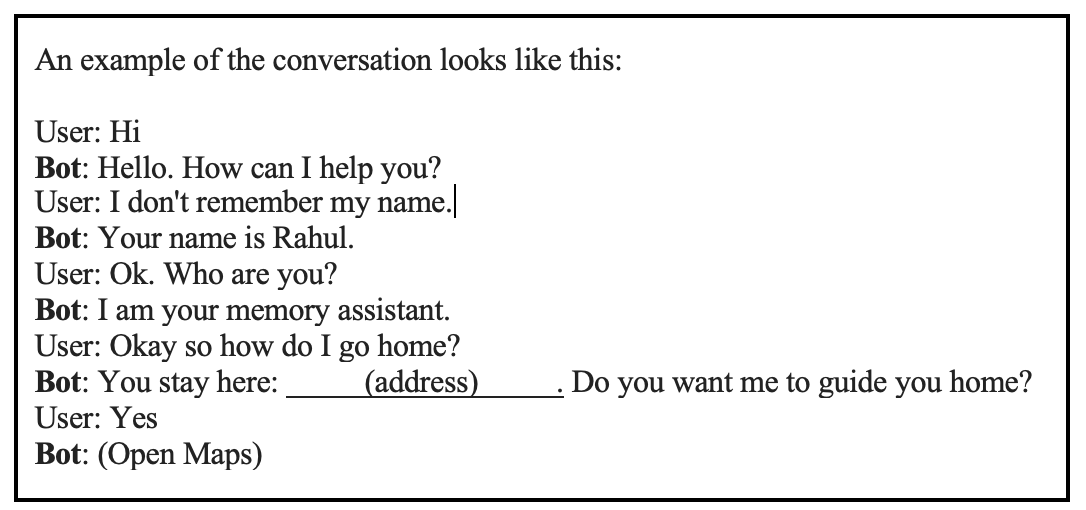 An example of the conversation looks like this:
User: Hi
Bot: Hello. How can I help you?
User: I don't remember my name.
Bot: Your name is Rahul.
User: Ok. Who are you?
Bot: I am your memory assistant.
User: Okay so how do I go home?
Bot: You stay here: _____(address)_____. Do you want me to guide you home?
User: Yes
Bot: (Open Maps)